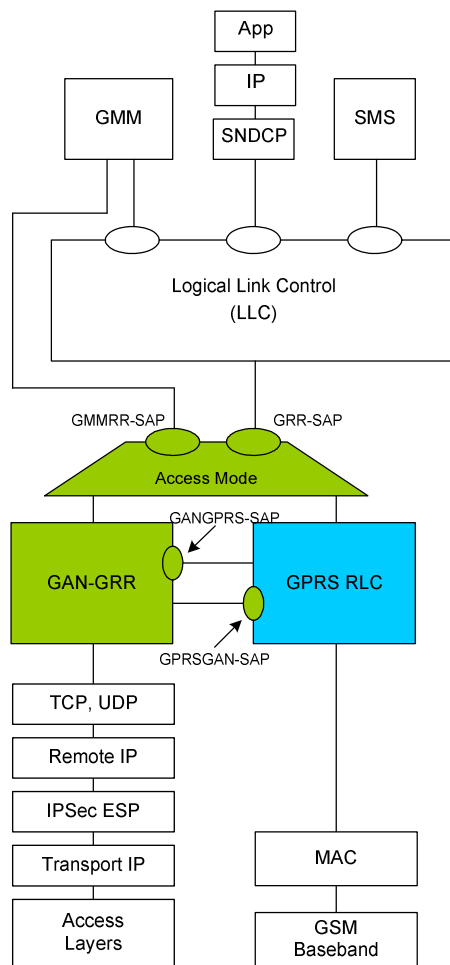 App
IP
GMM
SMS
SNDCP
Logical Link Control
(LLC)
GMMRR-SAP
GRR-SAP
Access Mode
GANGPRS-SAP
GAN-GRR
GPRS RLC
GPRSGAN-SAP
TCP, UDP
Remote IP
IPSec ESP
Transport IP
MAC
Access
Layers
GSM
Baseband